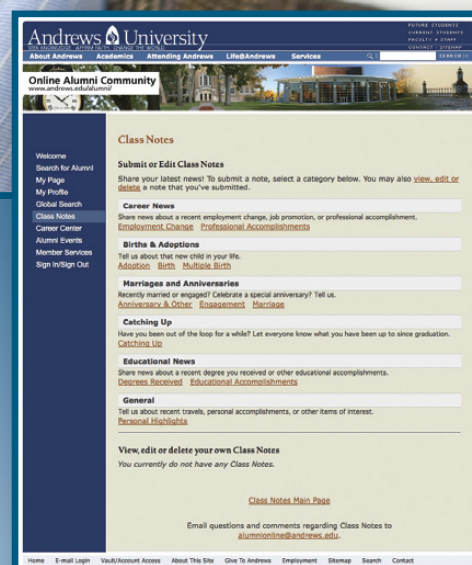 Andrews University
SEEK KNOWLEDGE. AFFIRM FAITH. CHANGE THE WORLD.
FUTURE STUDENTS
CURRENT STUDENTS
FACULTY + STAFF
CONTACT | SITEMAP
About Andrews Academics Attending Andrews Life@Andrews Services SEARCH
Online Alumni Community
www.andrews.edu/alumni/
Welcome
Search for Alumni
My Page
My Profile
Global Search
Class Notes
Career Center
Alumni Events
Member Services
Sign In/Sign Out
Class Notes
Submit or Edit Class Notes
Share your latest news! To submit a note, select a category below. You may also view, edit or
delete a note that you've submitted.
Career News
Share news about a recent employment change, job promotion, or professional accomplishment.
Employment Change Professional Accomplishments
Births & Adoptions
Tell us about that new child in your life.
Adoption Birth Multiple Birth
Marriages and Anniversaries
Recently married or engaged? Celebrate a special anniversary? Tell us.
Anniversary & Other Engagement Marriage
Catching Up
Have you been out of the loop for a while? Let everyone know what you have been up to since graduation.
Catching Up
Educational News
Share news about a recent degree you received or other educational accomplishments.
Degrees Received Educational Accomplishments
General
Tell us about recent travels, personal accomplishments, or other items of interest.
Personal Highlights
View, edit or delete your own Class Notes
You currently do not have any Class Notes.
Class Notes Main Page
Email questions and comments regarding Class Notes to
alumnionline@andrews.edu.
Home E-mail Login Vault/Account Access About This Site Give To Andrews Employment Sitemap Search Contact